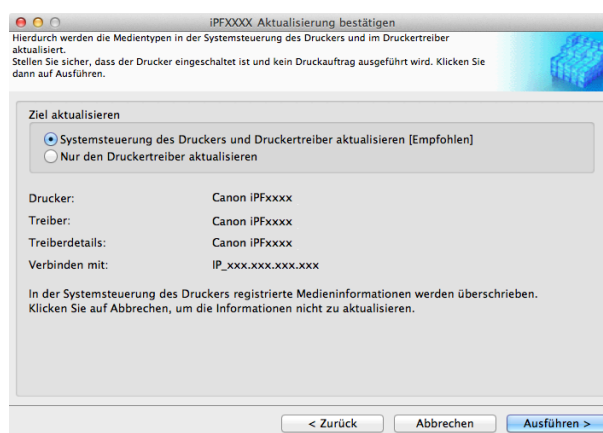 iPFXXXX Aktualisierung bestätigen
Hierdurch werden die Medientypen in der Systemsteuerung des Druckers und im Druckertreiber
aktualisiert.
Stellen Sie sicher, dass der Drucker eingeschaltet ist und kein Druckauftrag ausgeführt wird. Klicken Sie
dann auf Ausführen.
Ziel aktualisieren
Systemsteuerung des Druckers und Druckertreiber aktualisieren [Empfohlen]
Nur den Druckertreiber aktualisieren
Drucker: Canon iPFxxxx
Treiber: Canon iPFxxxx
Treiberdetails: Canon iPFxxxx
Verbinden mit: IP_xxx.xxx.xxx.xxx
In der Systemsteuerung des Druckers registrierte Medieninformationen werden überschrieben.
Klicken Sie auf Abbrechen, um die Informationen nicht zu aktualisieren.
< Zurück Abbrechen Ausführen >